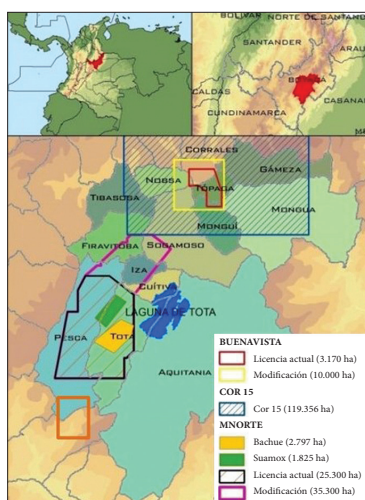 BOLÍVAR
NORTE DE SANTAN
SANTANDER
ARAU
CALDAS
CASANA
CUNDINAMARCA
CORRALES
GÁMEZA
NOBSA
TÓPAGA
TIBASOSA
MONGUA
MONGUÍ
FIRAVITOBA
SOGAMOSO
IZA
CUÍTIVA
LAGUNA DE TOTA
PESCA
TOTA
AQUITANIA
BUENAVISTA
Licencia actual (3.170 ha)
Modificación (10.000 ha)
COR 15
Cor 15 (119.356 ha)
MNORTE
Bachue (2.797 ha)
Suamox (1.825 ha)
Licencia actual (25.300 ha)
Modificación (35.300 ha)